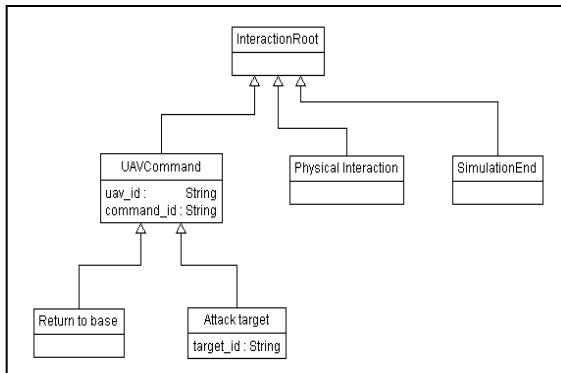 InteractionRoot
UAVCommand
uav_id : String
command_id : String
Physical Interaction
SimulationEnd
Return to base
Attack target
target_id : String